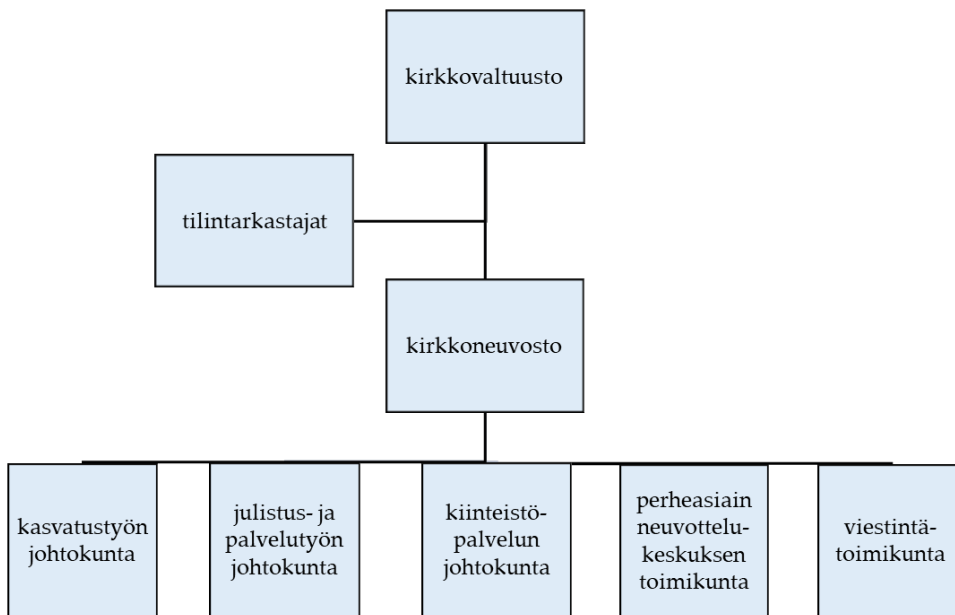 kirkkovaltuusto
tilintarkastajat
kirkkoneuvosto
kasvatustyön
johtokunta
julistus- ja
palvelutyön
johtokunta
kiinteistö-
palvelun
johtokunta
perheasiain
neuvottelu-
keskuksen
toimikunta
viestintä-
toimikunta